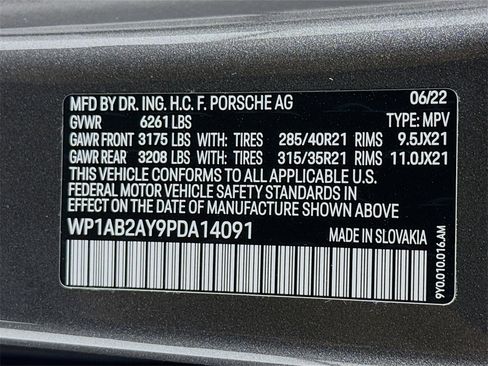 MFD BY DR. ING. H.C. F. PORSCHE AG 06/22
GVWR 6261 LBS TYPE: MPV
GAWR FRONT 3175 LBS WITH: TIRES 285/40R21 RIMS 9.5JX21
GAWR REAR 3208 LBS WITH: TIRES 315/35R21 RIMS 11.0JX21
THIS VEHICLE CONFORMS TO ALL APPLICABLE
FEDERAL MOTOR VEHICLE SAFETY STANDARDS IN
EFFECT ON THE DATE OF MANUFACTURE SHOWN ABOVE.
WP1AB2AY9PDA14091 MADE IN SLOVAKIA
9Y0.010.016.AM